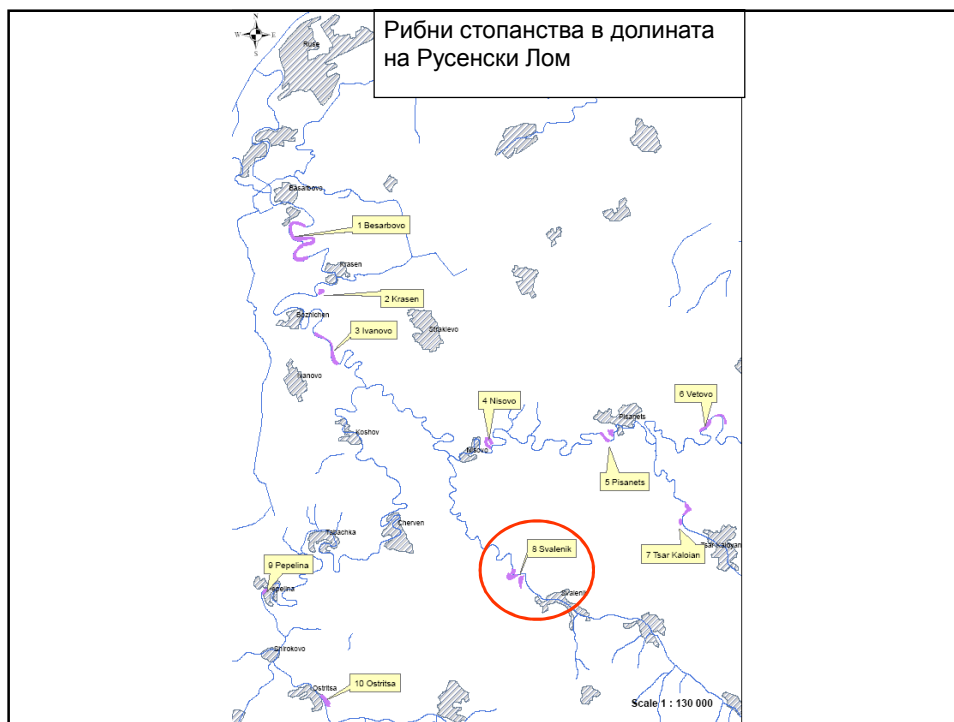 Рибни стопанства в долината
на Русенски Лом
N
W
E
S
Ruse
Basarbovo
1 Besarbovo
Krasen
2 Krasen
Bozhichen
3 Ivanovo
Shtraklevo
Ivanovo
6 Vetovo
4 Nisovo
Pisanets
Koshov
Nisovo
5 Pisanets
Cherven
Tabachka
Tsar Kaloyan
7 Tsar Kaloian
8 Svalenik
9 Pepelina
Pepelina
Svalenik
Shirokovo
10 Ostritsa
Ostritsa
Scale 1 : 130 000